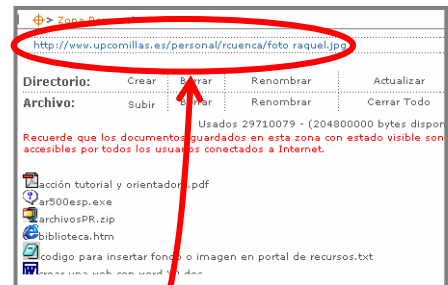 > Zona
http://www.upcomillas.es/personal/rcuenca/foto raquel.jpg
Directorio: Crear Borrar Renombrar Actualizar
Archivo: Subir Borrar Renombrar Cerrar Todo
Usados 29710079 - (204800000 bytes dispon
Recuerde que los documentos guardados en esta zona con estado visible son
accesibles por todos los usuarios conectados a Internet.
acción tutorial y orientadora.pdf
ar500esp.exe
archivosPR.zip
biblioteca.htm
codigo para insertar fondo o imagen en portal de recursos.txt
crear una web con word XP.doc